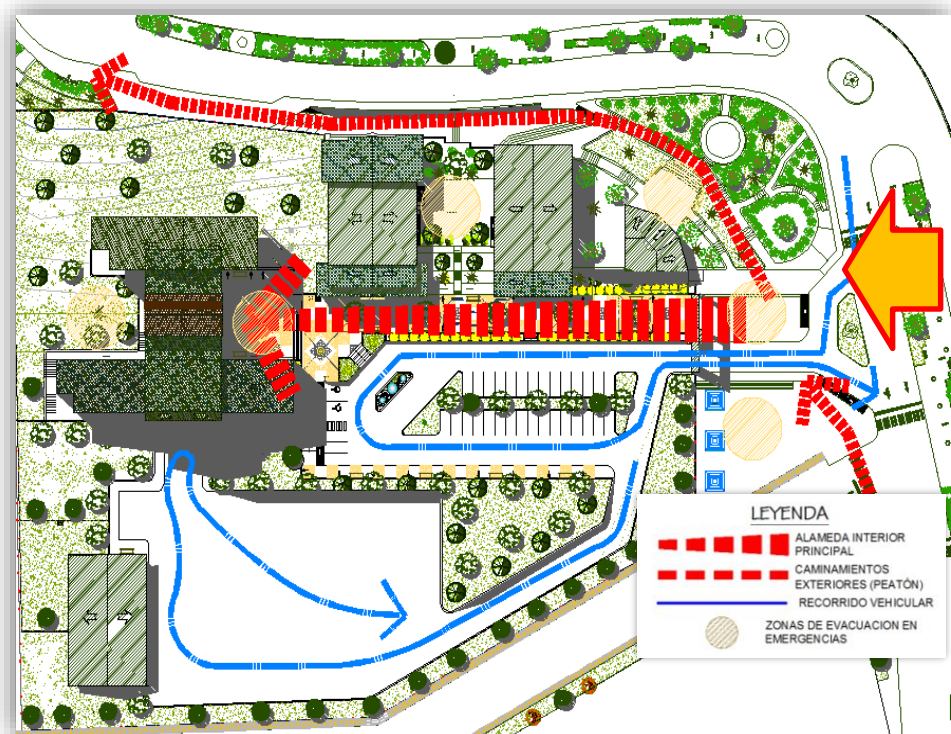 LEYENDA
ALAMEDA INTERIOR
PRINCIPAL
CAMINAMIENTOS
EXTERIORES (PEATÓN)
RECORRIDO VEHICULAR
ZONAS DE EVACUACION EN
EMERGENCIAS